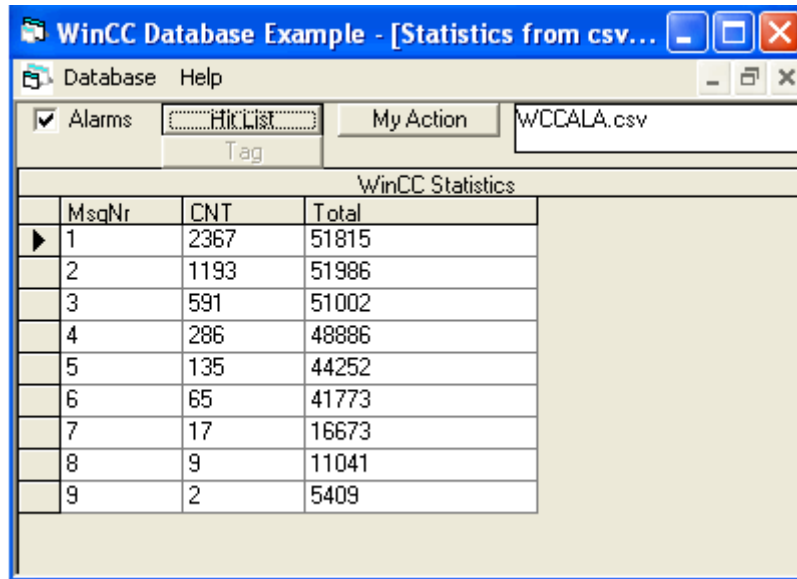 WinCC Database Example - [Statistics from csv...
Database Help
Alarms Hit List My Action WCCALA.csv
Tag
WinCC Statistics
MsgNr CNT Total
1 2367 51815
2 1193 51986
3 591 51002
4 286 48886
5 135 44252
6 65 41773
7 17 16673
8 9 11041
9 2 5409